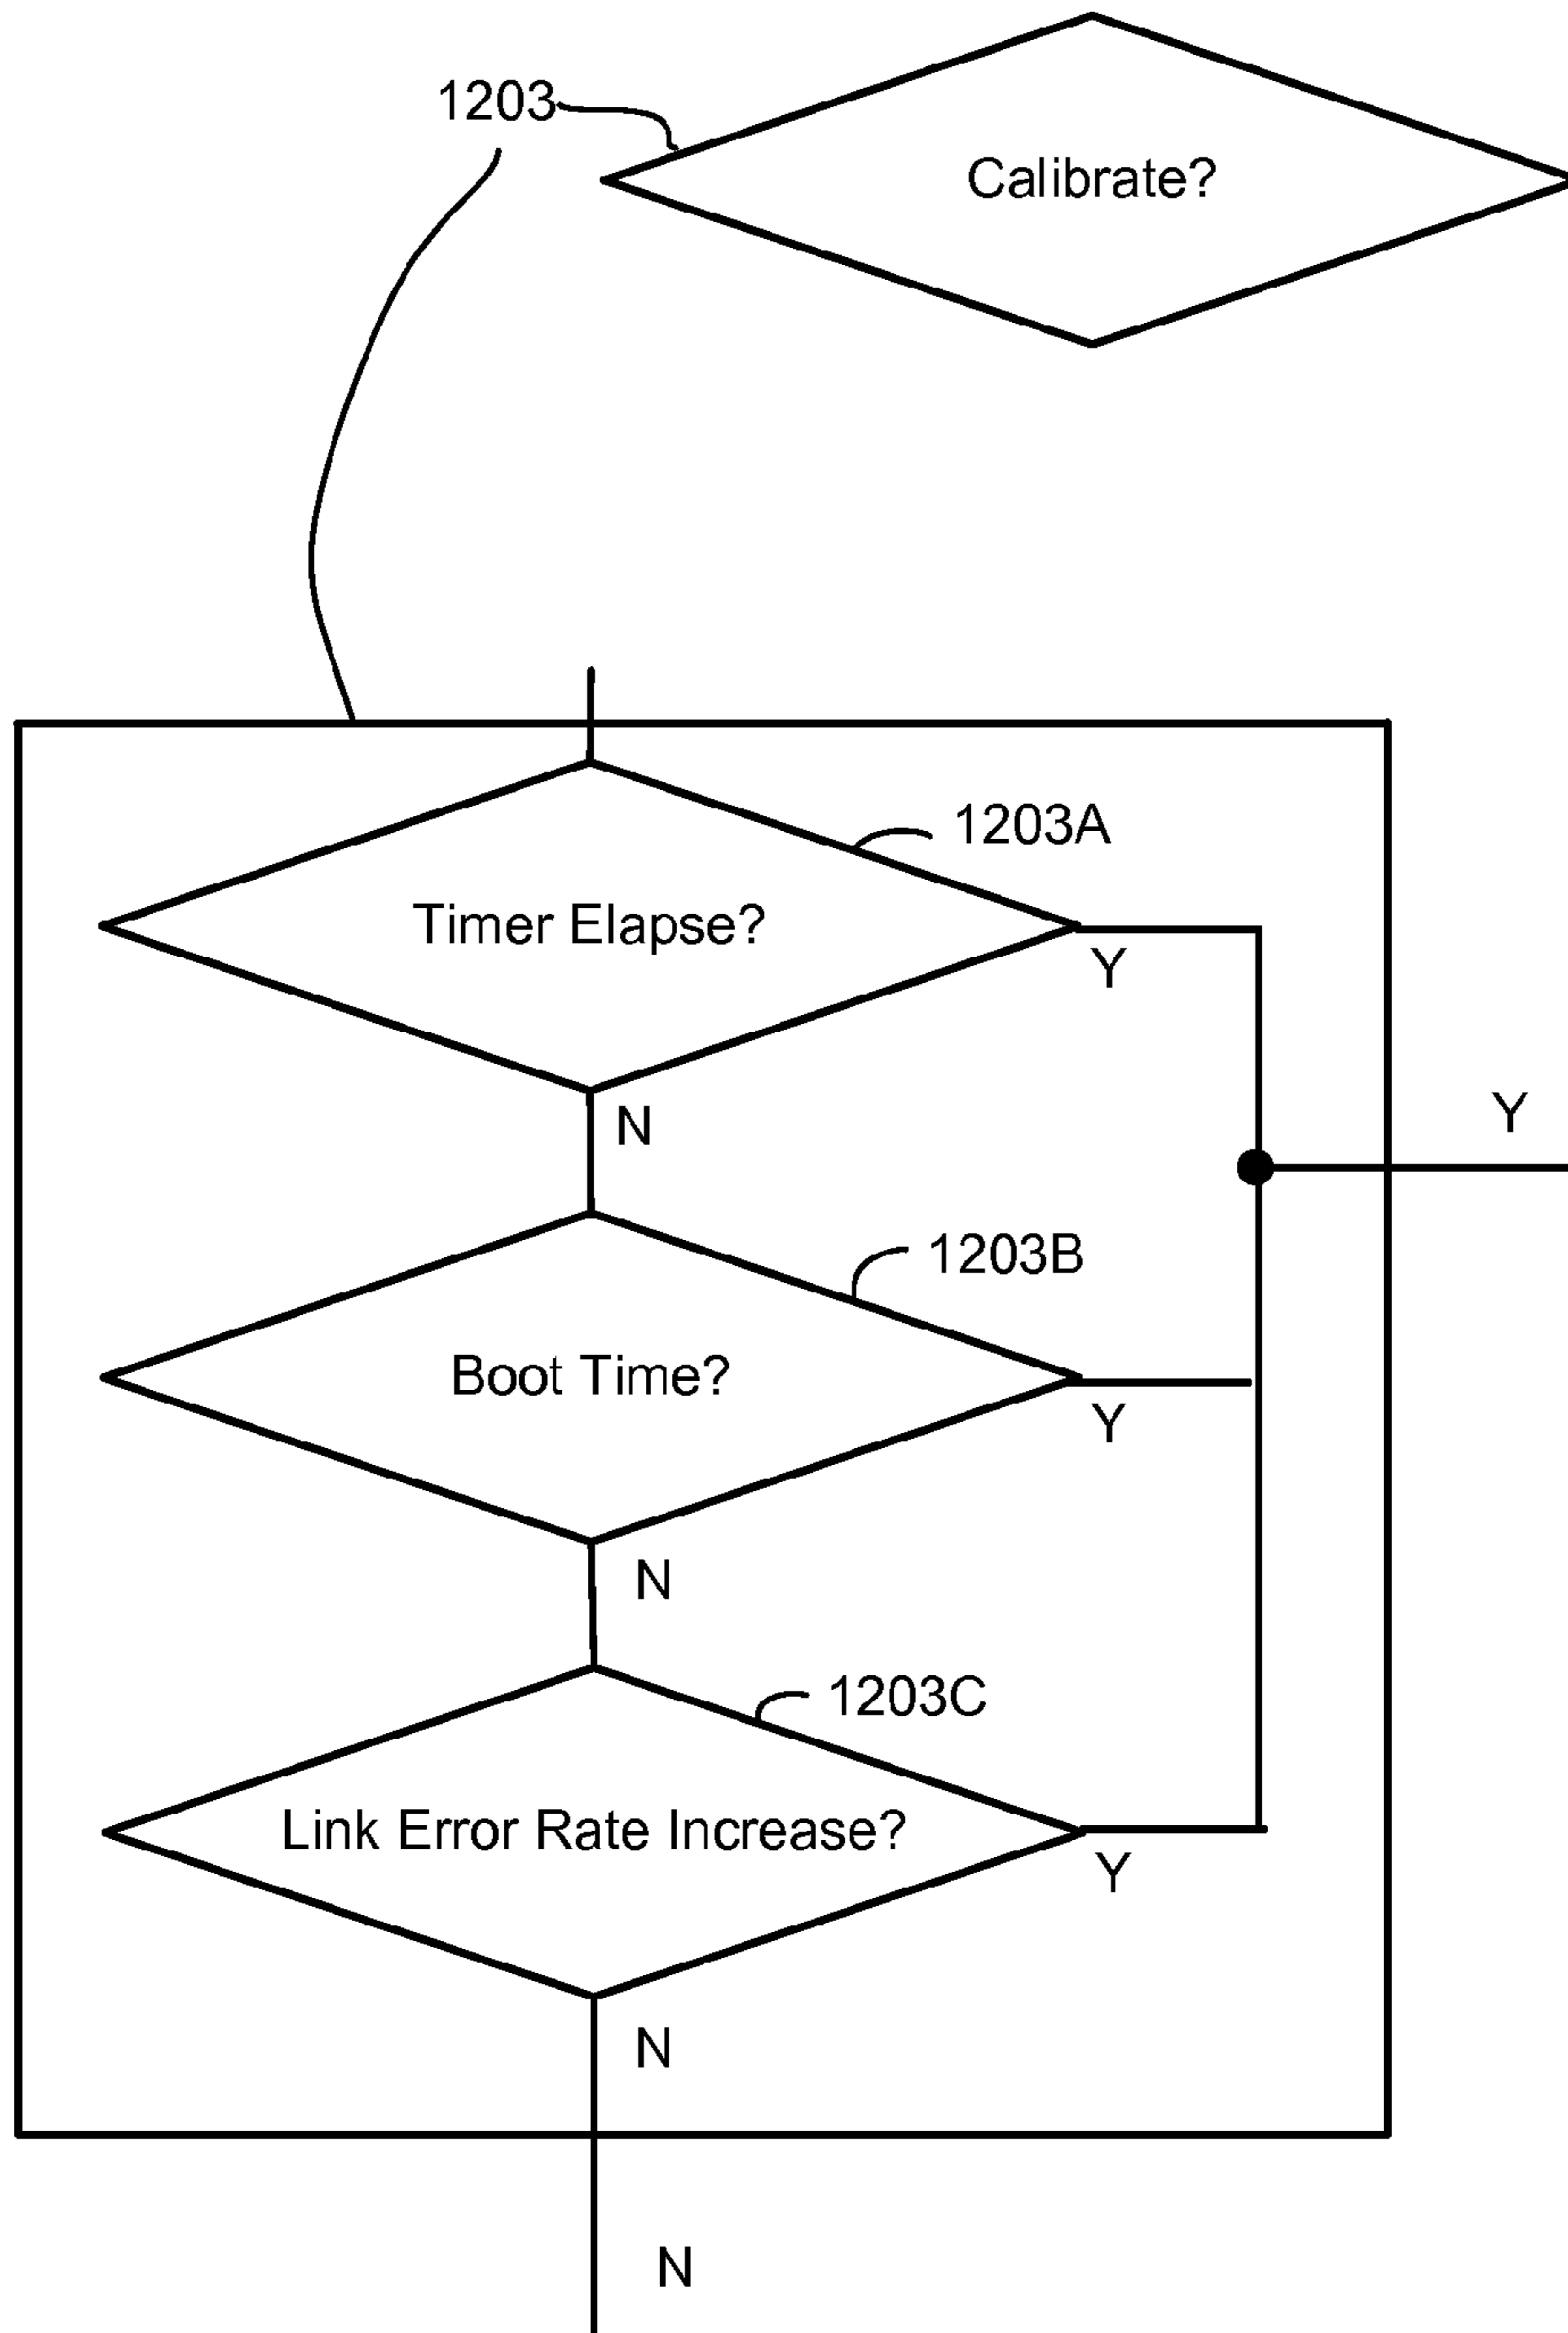 1203
Calibrate?
1203A
Timer Elapse?
Y
Y
N
1203B
Boot Time?
Y
N
1203C
Link Error Rate Increase?
Y
N
N